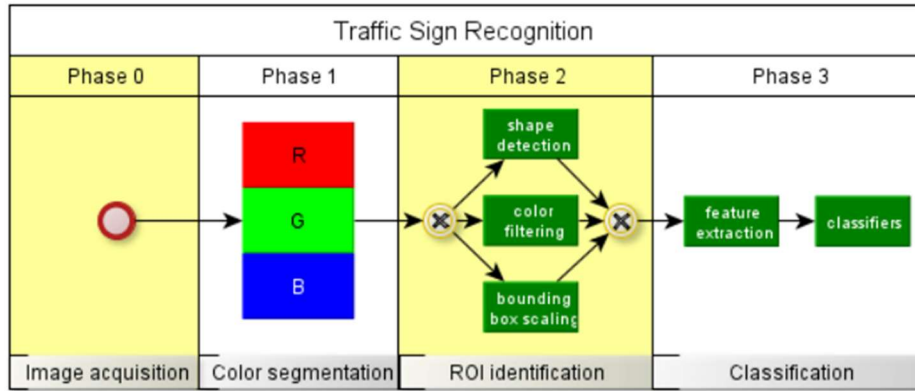 Traffic Sign Recognition
Phase 0
Phase 1
Phase 2
Phase 3
R
G
B
shape
detection
color
filtering
bounding
box scaling
feature
extraction
classifiers
Image acquisition
Color segmentation
ROI identification
Classification